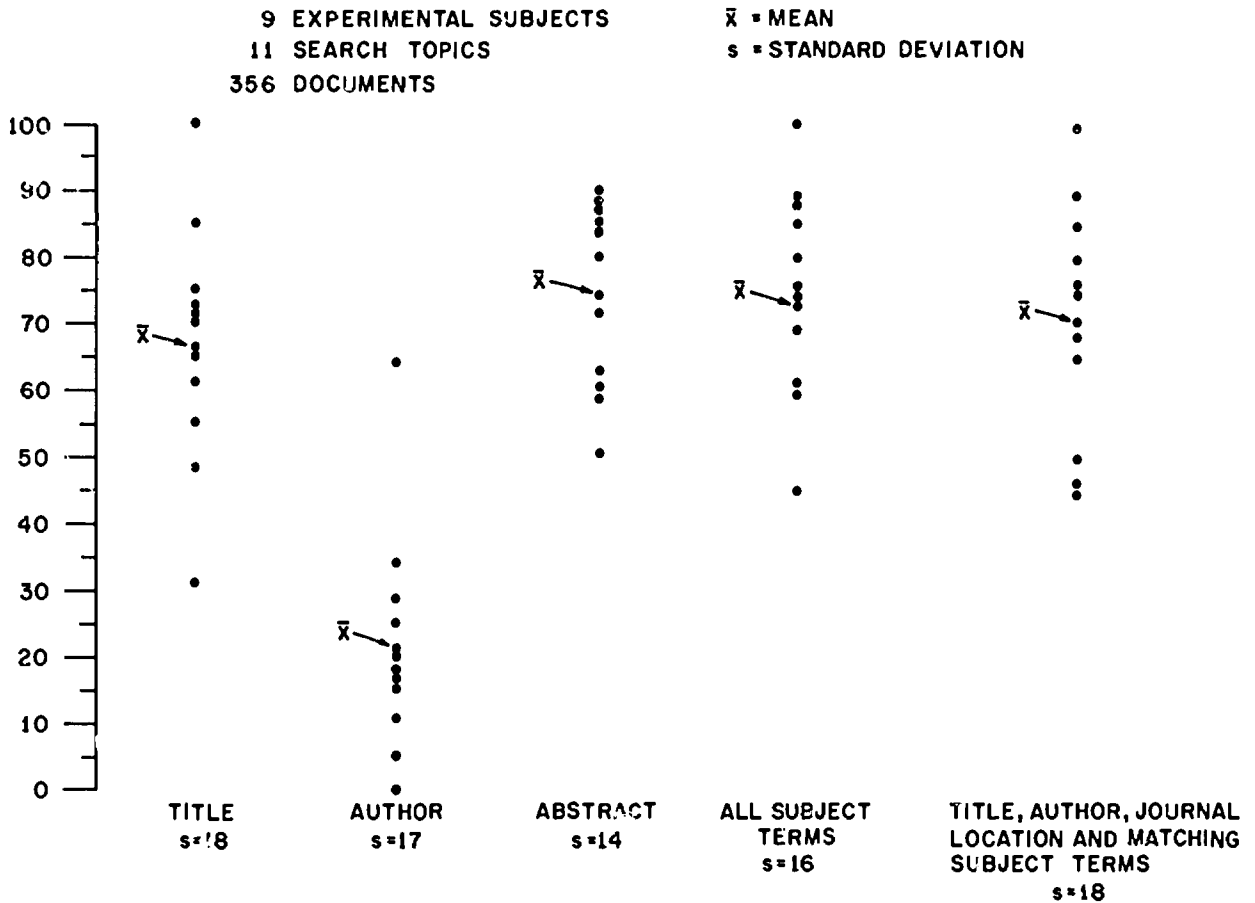 9 EXPERIMENTAL SUBJECTS
11 SEARCH TOPICS
356 DOCUMENTS
x̄ = MEAN
s = STANDARD DEVIATION
100
90
80
70
60
50
40
30
20
10
0
x̄
x̄
x̄
x̄
x̄
TITLE
s=18
AUTHOR
s=17
ABSTRACT
s=14
ALL SUBJECT
TERMS
s=16
TITLE, AUTHOR, JOURNAL
LOCATION AND MATCHING
SUBJECT TERMS
s=18